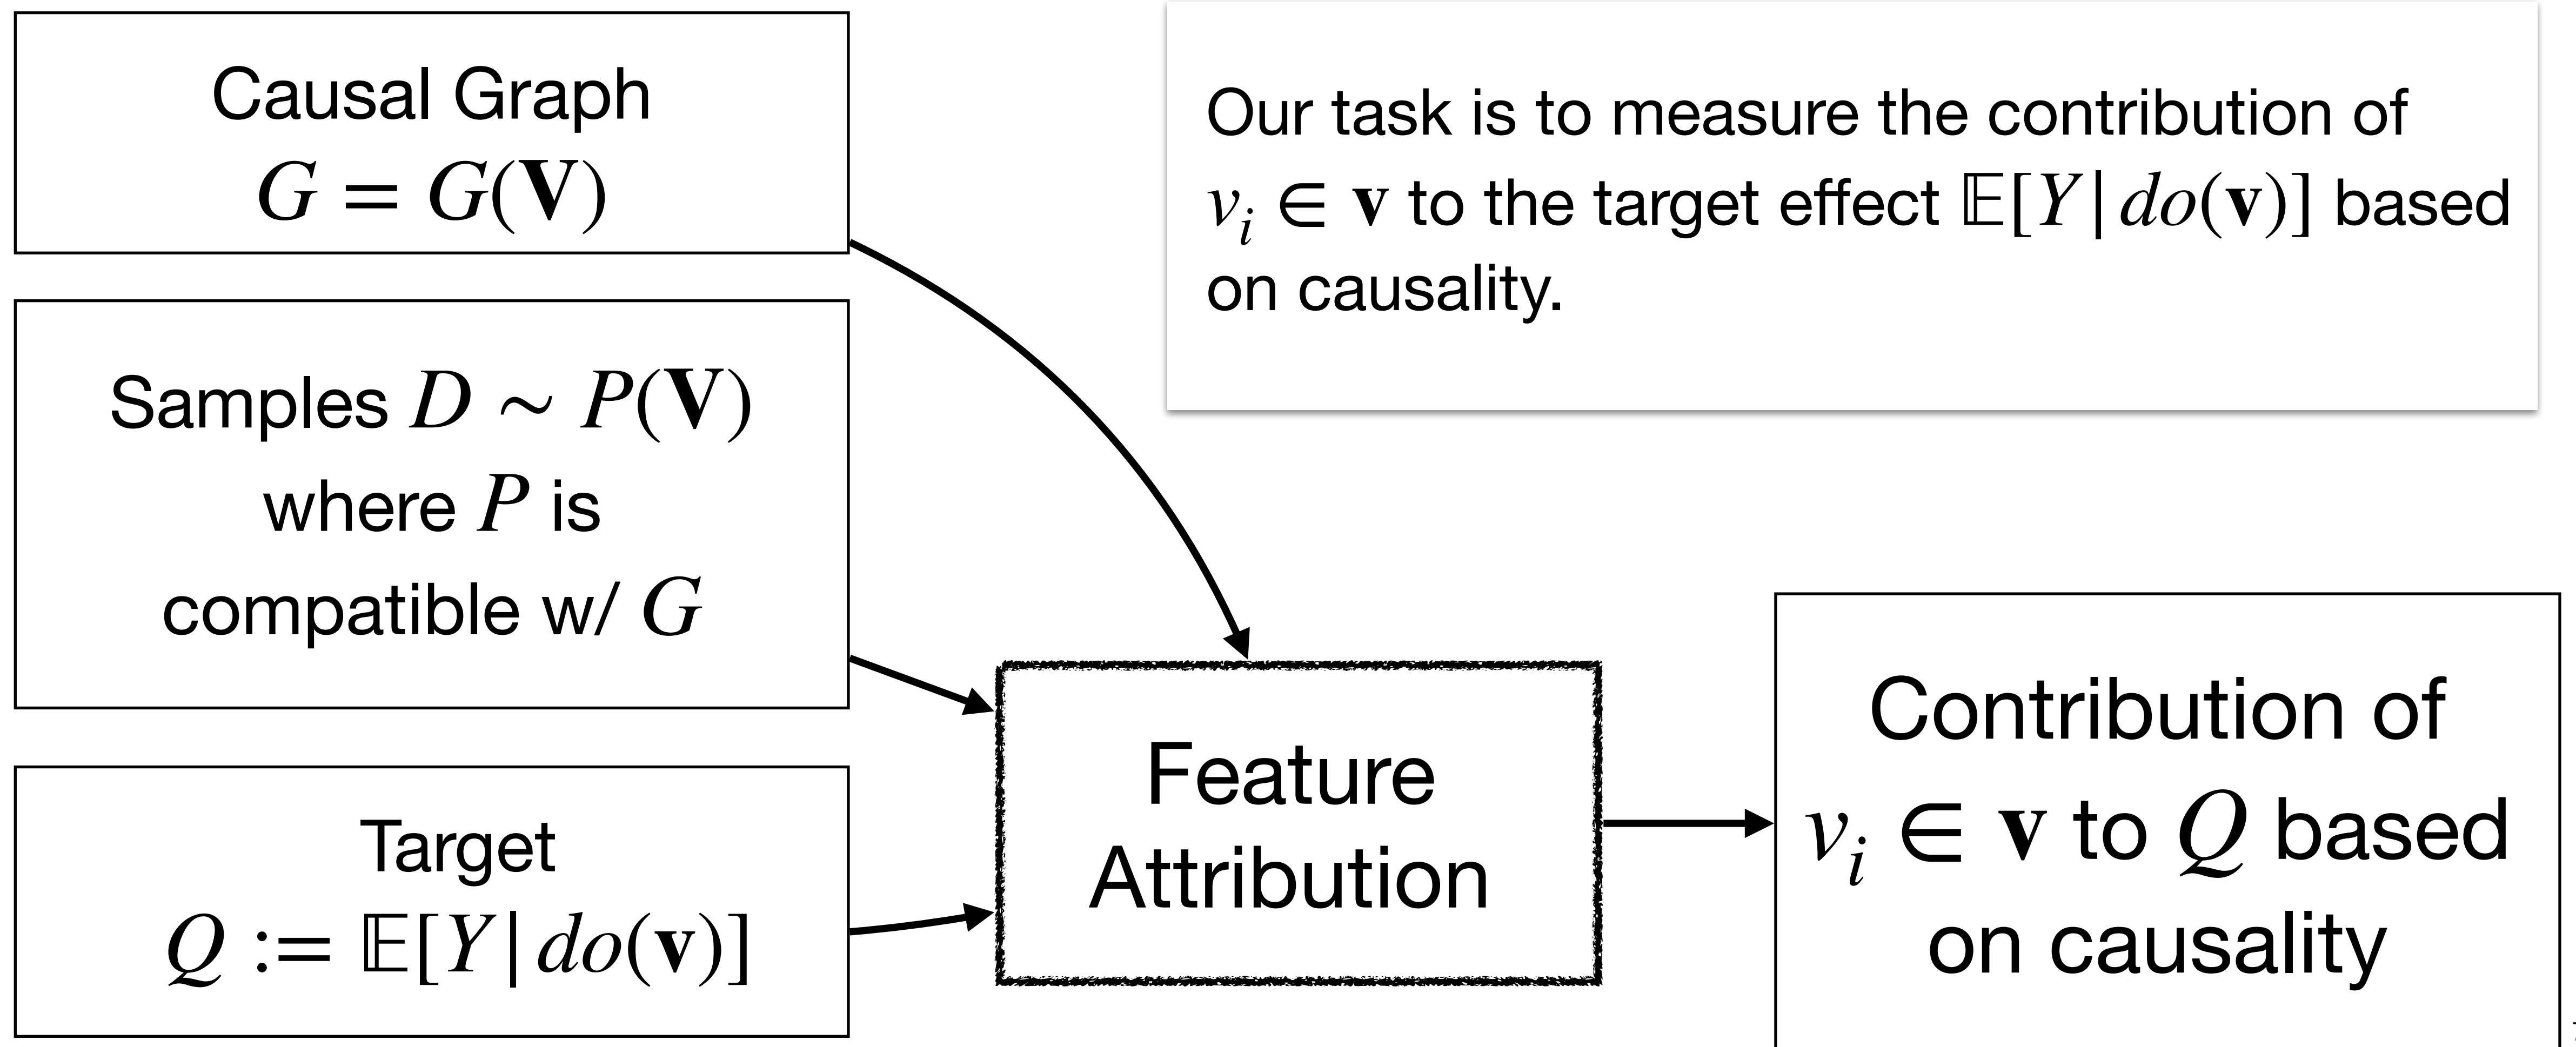 Causal Graph
G = G(V)
Our task is to measure the contribution of
vᵢ ∈ v to the target effect 𝔼[Y | do(v)] based
on causality.
Samples D ∼ P(V)
where P is
compatible w/ G
Target
Q := 𝔼[Y | do(v)]
Feature
Attribution
Contribution of
vᵢ ∈ v to Q based
on causality